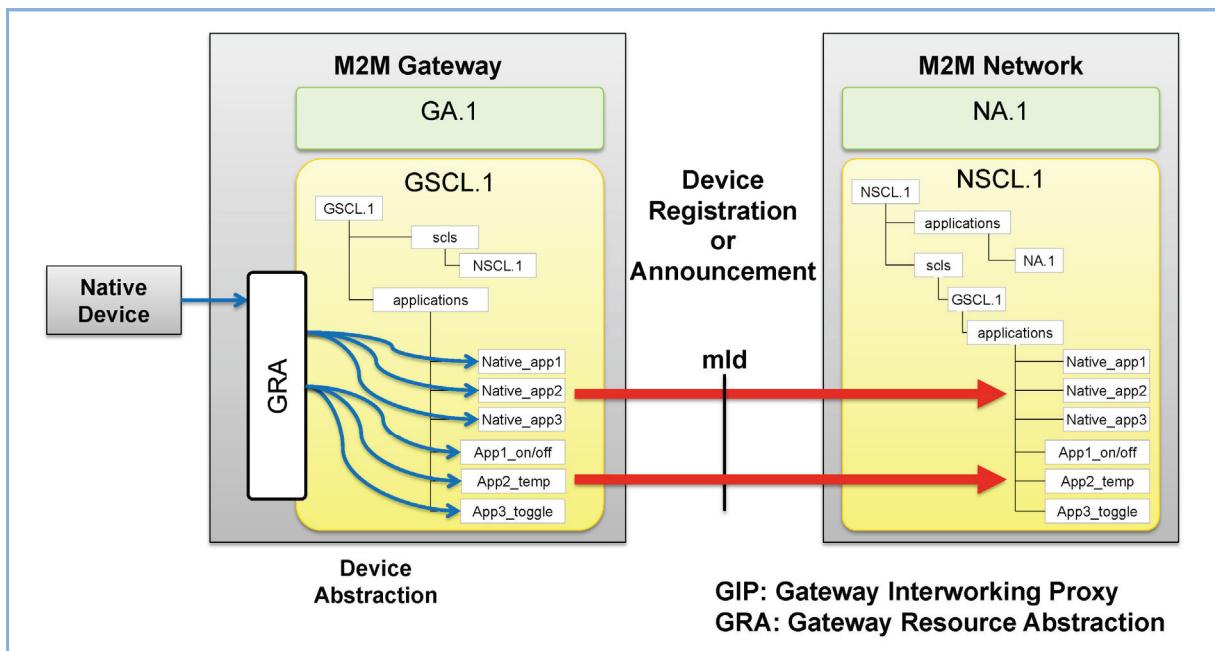 M2M Gateway
GA.1
GSCL.1
GSCL.1
scls
NSCL.1
applications
Native
Device
GRA
Native_app1
Native_app2
Native_app3
App1_on/off
App2_temp
App3_toggle
Device
Abstraction
Device
Registration
or
Announcement
mld
M2M Network
NA.1
NSCL.1
NSCL.1
applications
NA.1
scls
GSCL.1
applications
Native_app1
Native_app2
Native_app3
App1_on/off
App2_temp
App3_toggle
GIP: Gateway Interworking Proxy
GRA: Gateway Resource Abstraction